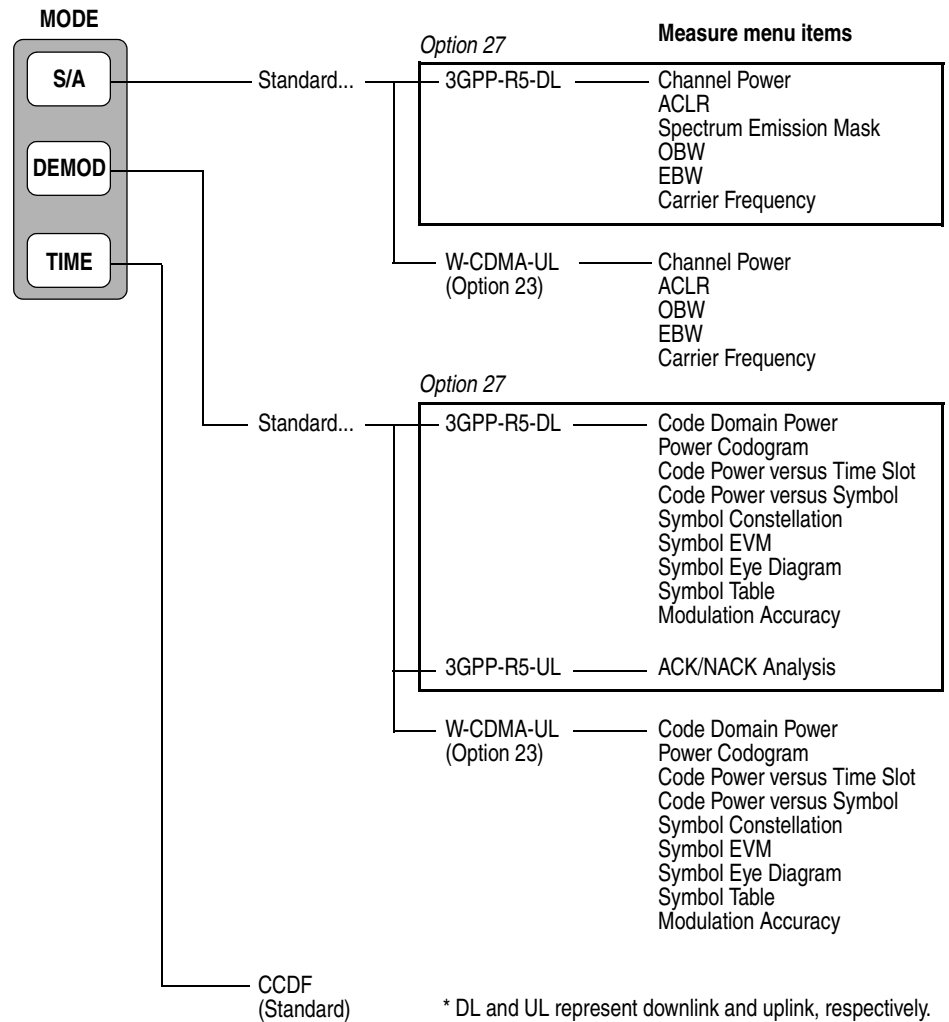 MODE
Option 27
Measure menu items
S/A
Standard...
3GPP-R5-DL
Channel Power
ACLR
Spectrum Emission Mask
OBW
EBW
Carrier Frequency
DEMOD
TIME
W-CDMA-UL
(Option 23)
Channel Power
ACLR
OBW
EBW
Carrier Frequency
Option 27
Standard...
3GPP-R5-DL
Code Domain Power
Power Codogram
Code Power versus Time Slot
Code Power versus Symbol
Symbol Constellation
Symbol EVM
Symbol Eye Diagram
Symbol Table
Modulation Accuracy
3GPP-R5-UL
ACK/NACK Analysis
W-CDMA-UL
(Option 23)
Code Domain Power
Power Codogram
Code Power versus Time Slot
Code Power versus Symbol
Symbol Constellation
Symbol EVM
Symbol Eye Diagram
Symbol Table
Modulation Accuracy
CCDF
(Standard)
* DL and UL represent downlink and uplink, respectively.